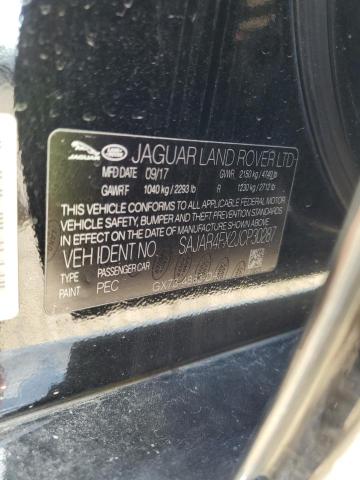 JAGUAR LAND ROVER LTD
MFD DATE 09/17 GVWR 2150 kg / 4740 lb
GAWR F 1040 kg / 2293 lb R 1230 kg / 2712 lb
THIS VEHICLE CONFORMS TO ALL APPLICABLE FEDERAL MOTOR
VEHICLE SAFETY, BUMPER AND THEFT PREVENTION STANDARDS
IN EFFECT ON THE DATE OF MANUFACTURE SHOWN ABOVE
VEH IDENT NO. SAJAR4FX2JCP30287
TYPE PASSENGER CAR
PAINT PEC
JAGUAR